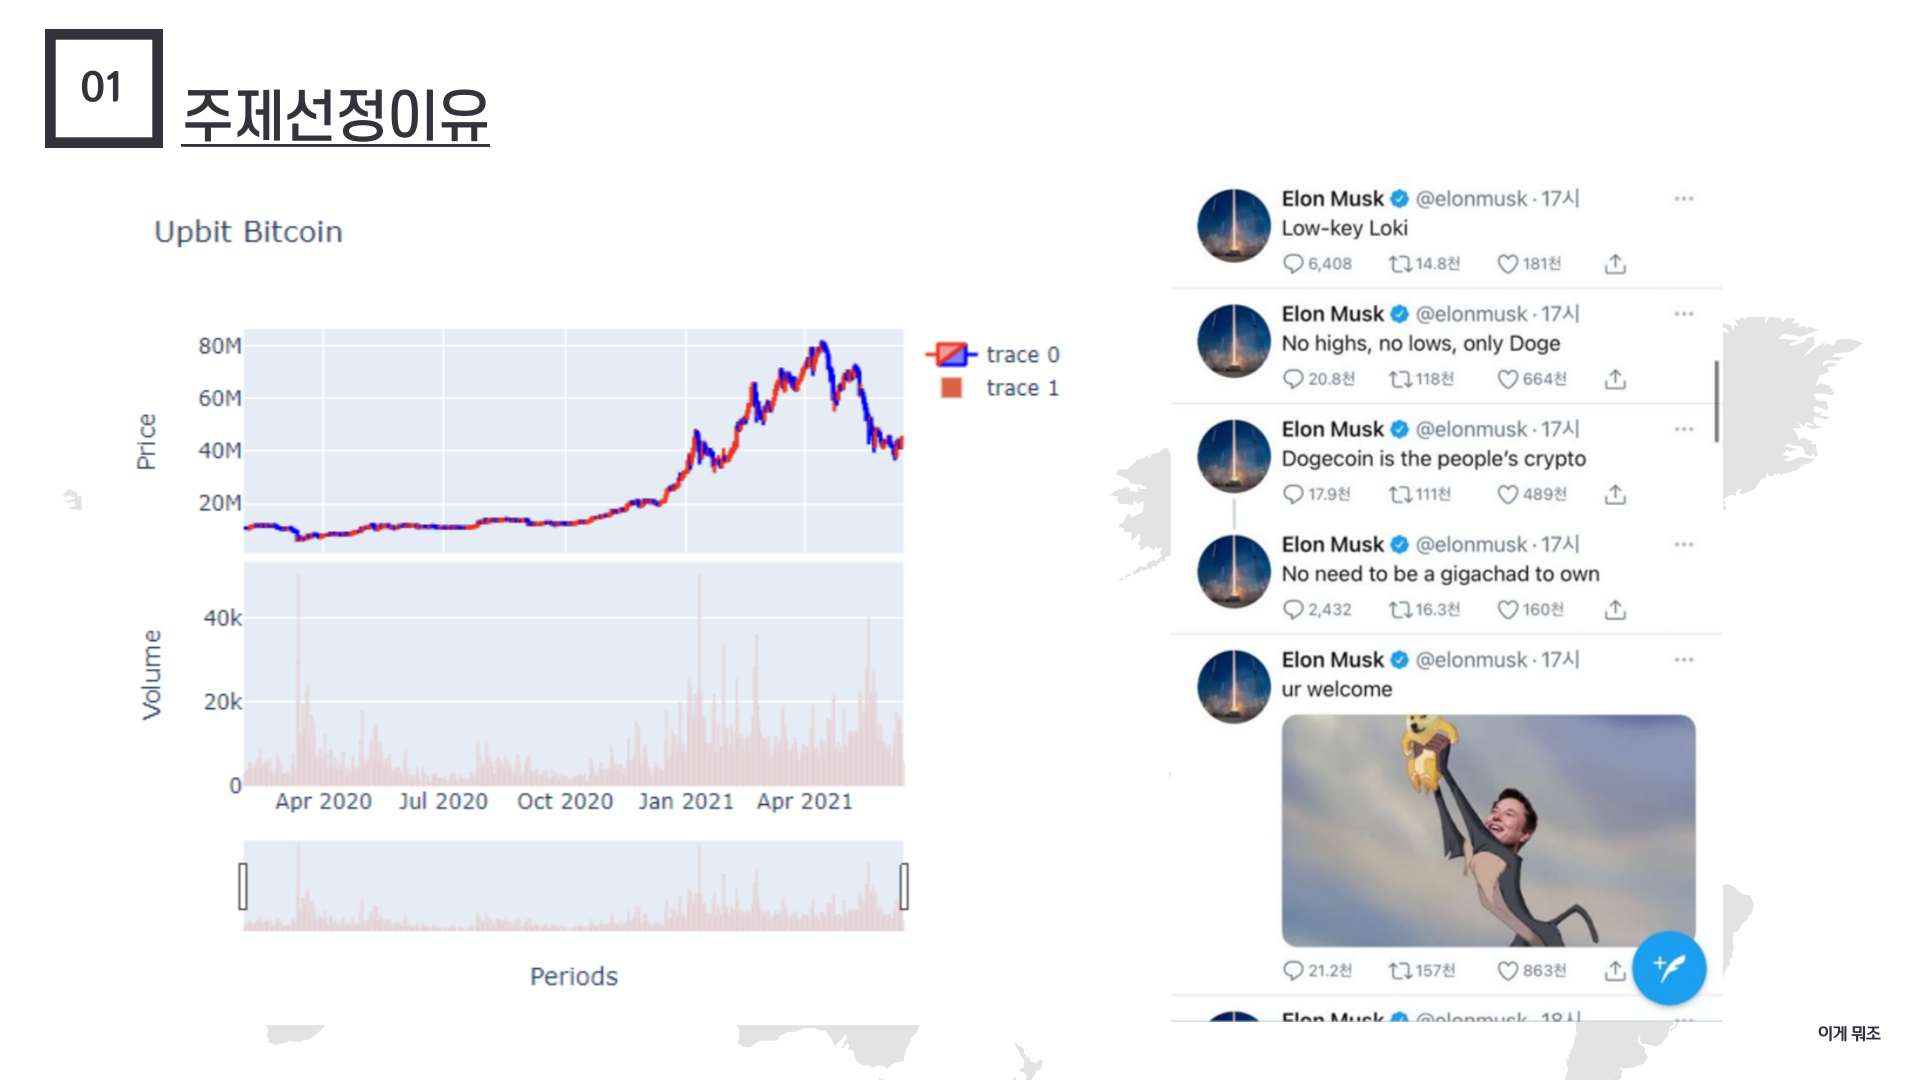 01
주제선정이유
Upbit Bitcoin
80M
60M
40M
20M
Price
trace 0
trace 1
40k
20k
0
Volume
Apr 2020 Jul 2020 Oct 2020 Jan 2021 Apr 2021
Periods
Elon Musk @elonmusk · 17시
Low-key Loki
6,408 14.8천 181천
Elon Musk @elonmusk · 17시
No highs, no lows, only Doge
20.8천 118천 664천
Elon Musk @elonmusk · 17시
Dogecoin is the people’s crypto
17.9천 111천 489천
Elon Musk @elonmusk · 17시
No need to be a gigachad to own
2,432 16.3천 160천
Elon Musk @elonmusk · 17시
ur welcome
21.2천 157천 863천
Elon Musk @elonmusk · 18시
이게 뭐조